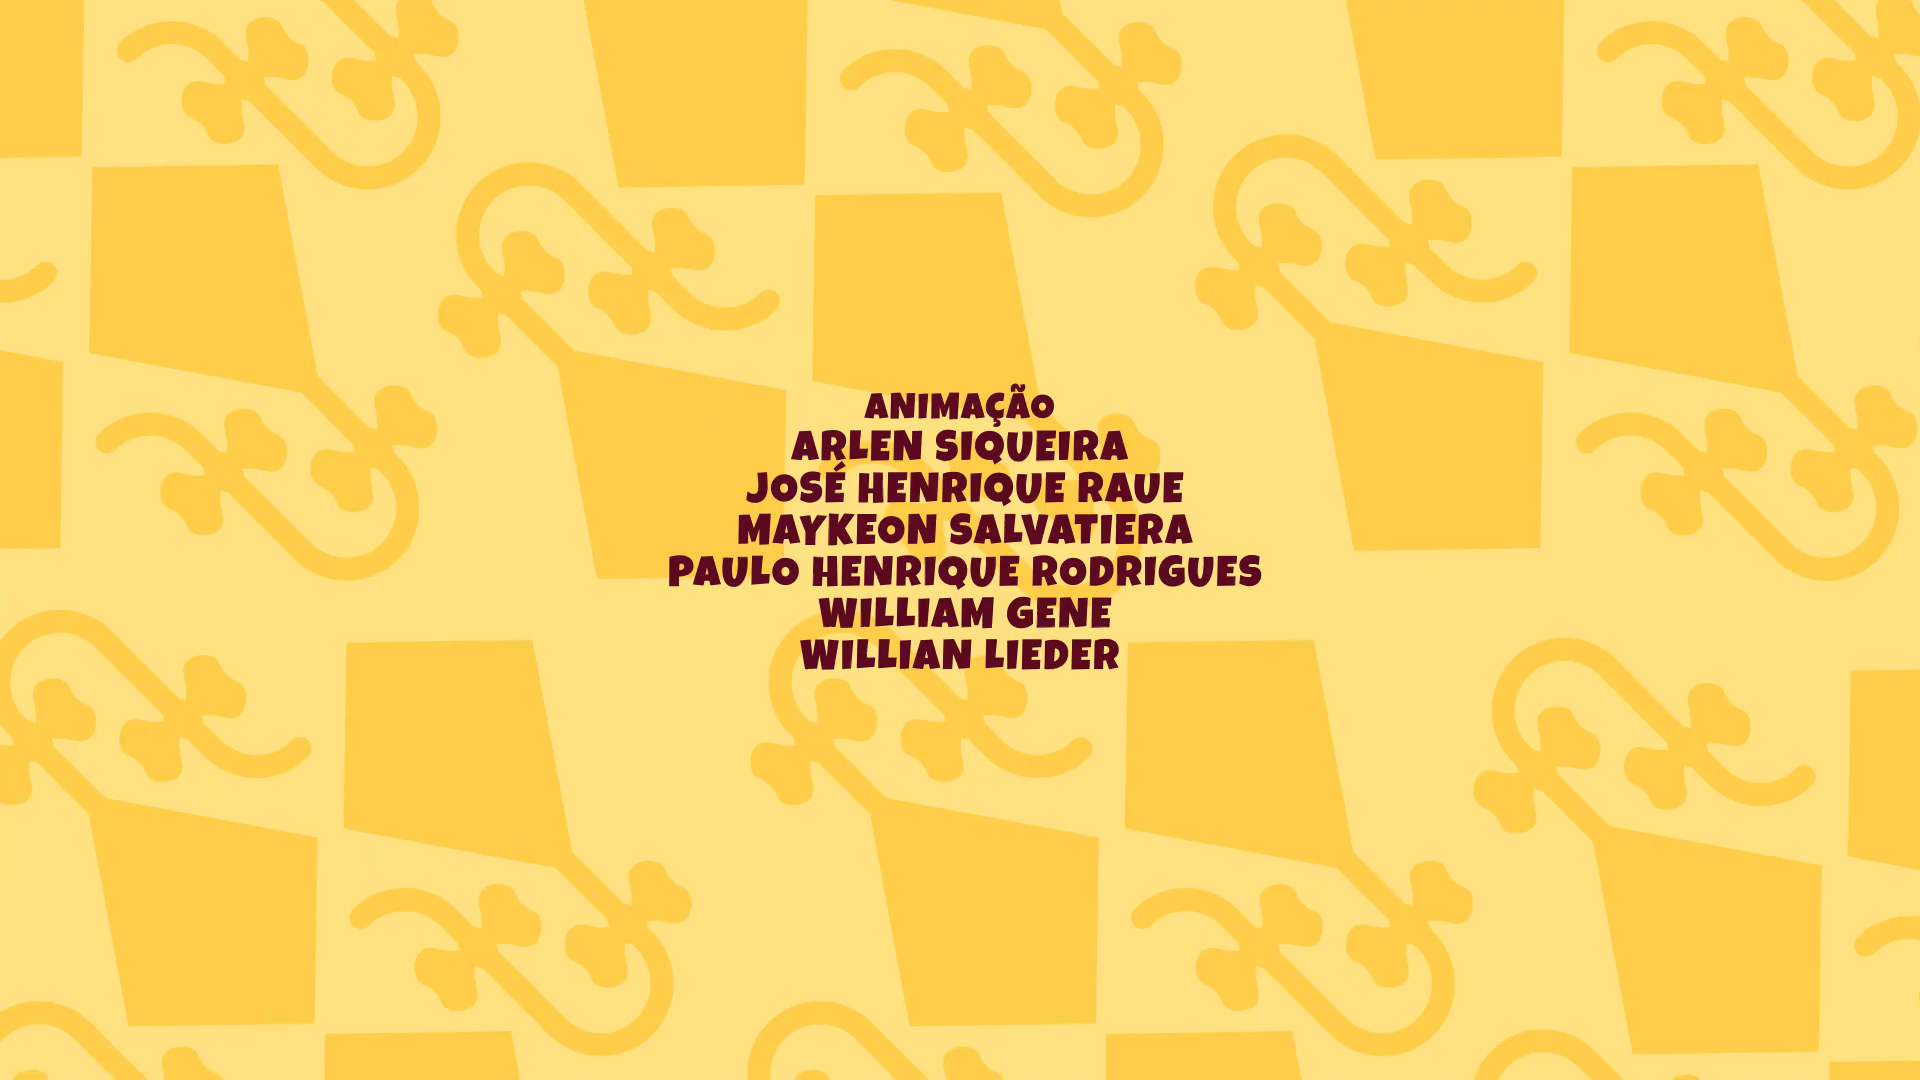 ANIMAÇÃO
ARLEN SIQUEIRA
JOSÉ HENRIQUE RAUE
MAYKEON SALVATIERA
PAULO HENRIQUE RODRIGUES
WILLIAM GENE
WILLIAN LIEDER